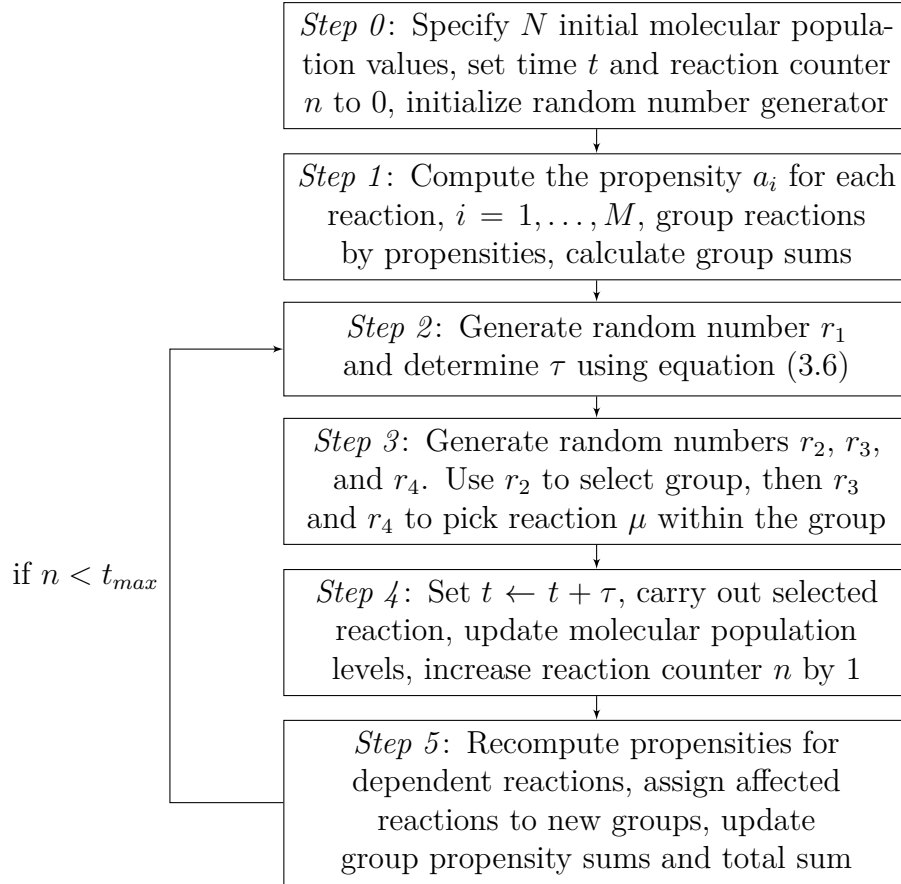 Step 0: Specify N initial molecular popula-
tion values, set time t and reaction counter
n to 0, initialize random number generator
Step 1: Compute the propensity a_i for each
reaction, i = 1, . . . , M, group reactions
by propensities, calculate group sums
Step 2: Generate random number r_1
and determine τ using equation (3.6)
Step 3: Generate random numbers r_2, r_3,
and r_4. Use r_2 to select group, then r_3
and r_4 to pick reaction μ within the group
if n < t_max
Step 4: Set t ← t + τ, carry out selected
reaction, update molecular population
levels, increase reaction counter n by 1
Step 5: Recompute propensities for
dependent reactions, assign affected
reactions to new groups, update
group propensity sums and total sum